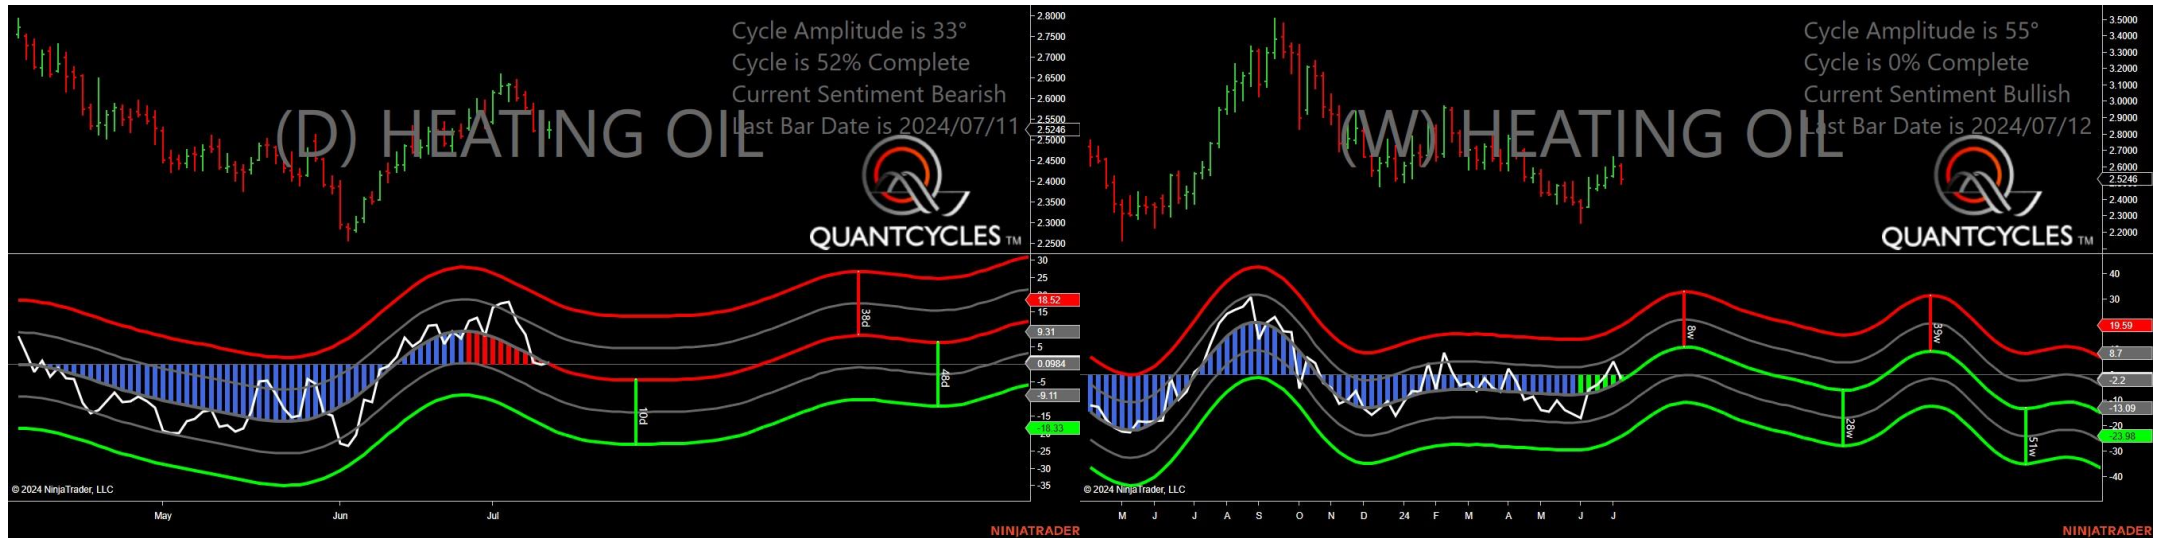 Cycle Amplitude is 33°
Cycle is 52% Complete
Current Sentiment Bearish
Last Bar Date is 2024/07/11
(D) HEATING OIL
QUANTCYCLES TM
2.8000
2.7500
2.7000
2.6500
2.6000
2.5500
2.5246
2.5000
2.4500
2.4000
2.3500
2.3000
2.2500
30
25
18.52
15
9.31
5
0.0984
-5
-9.11
-15
-18.33
-25
-30
-35
38d
10d
48d
© 2024 NinjaTrader, LLC
May Jun Jul
NINJATRADER
Cycle Amplitude is 55°
Cycle is 0% Complete
Current Sentiment Bullish
Last Bar Date is 2024/07/12
(W) HEATING OIL
QUANTCYCLES TM
3.5000
3.4000
3.3000
3.2000
3.1000
3.0000
2.9000
2.8000
2.7000
2.6000
2.5246
2.4000
2.3000
2.2000
40
30
19.59
8.7
-2.2
-13.09
-20
-23.98
-30
-40
8w
28w
39w
51w
© 2024 NinjaTrader, LLC
M J J A S O N D 24 F M A M J J
NINJATRADER